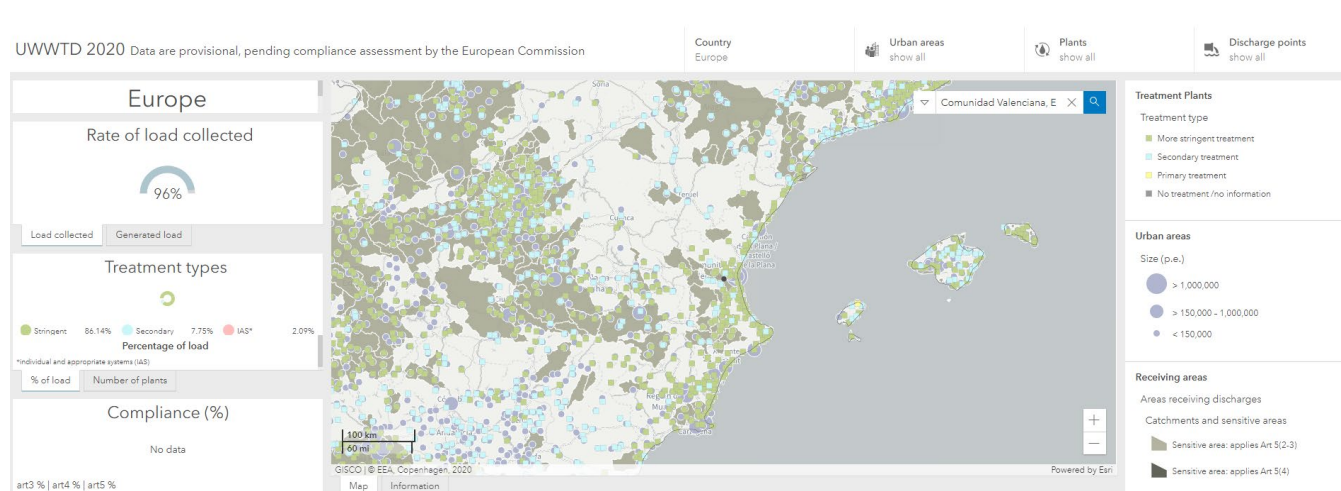 UWWTD 2020 Data are provisional, pending compliance assessment by the European Commission
Country
Europe
Urban areas
show all
Plants
show all
Discharge points
show all
Europe
Rate of load collected
96%
Load collected Generated load
Treatment types
Stringent 86.14% Secondary 7.75% IAS* 2.09%
Percentage of load
*Individual and appropriate systems (IAS)
% of load Number of plants
Compliance (%)
No data
art3 % | art4 % | art5 %
Comunidad Valenciana, E
Soria
Teruel
Cuenca
100 km
60 mi
GISCO | © EEA, Copenhagen, 2020
Powered by Esri
Map Information
Treatment Plants
Treatment type
More stringent treatment
Secondary treatment
Primary treatment
No treatment /no information
Urban areas
Size (p.e.)
> 1,000,000
> 150,000 - 1,000,000
< 150,000
Receiving areas
Areas receiving discharges
Catchments and sensitive areas
Sensitive area: applies Art 5(2-3)
Sensitive area: applies Art 5(4)